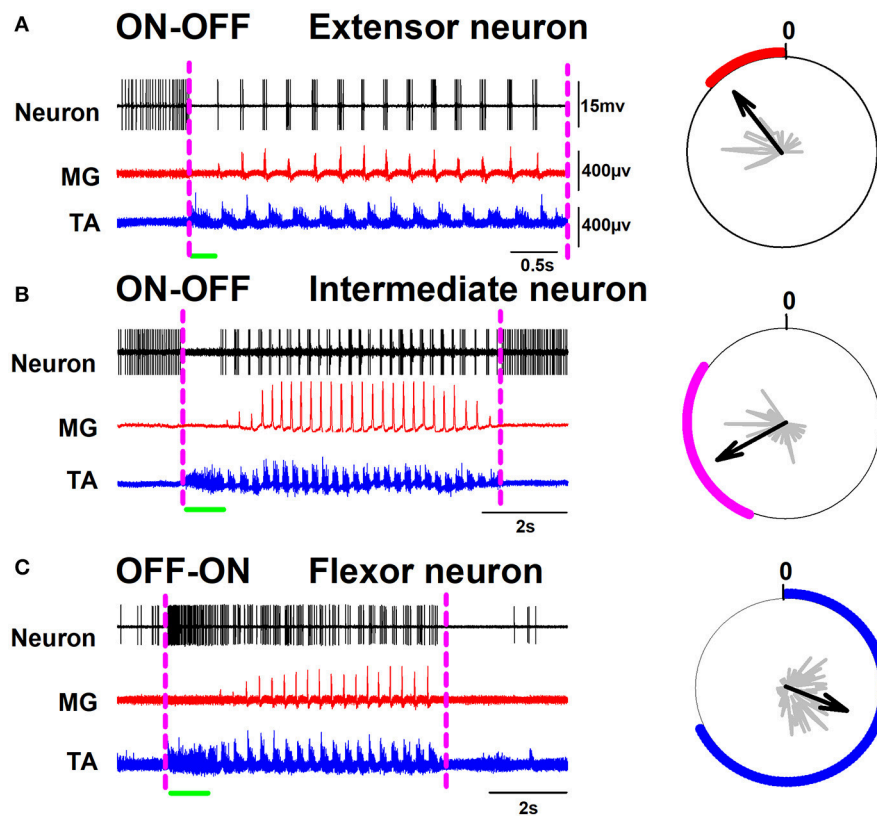 A ON-OFF Extensor neuron 0
Neuron 15mv
MG 400μv
TA 400μv
0.5s
B ON-OFF Intermediate neuron 0
Neuron
MG
TA
2s
C OFF-ON Flexor neuron 0
Neuron
MG
TA
2s